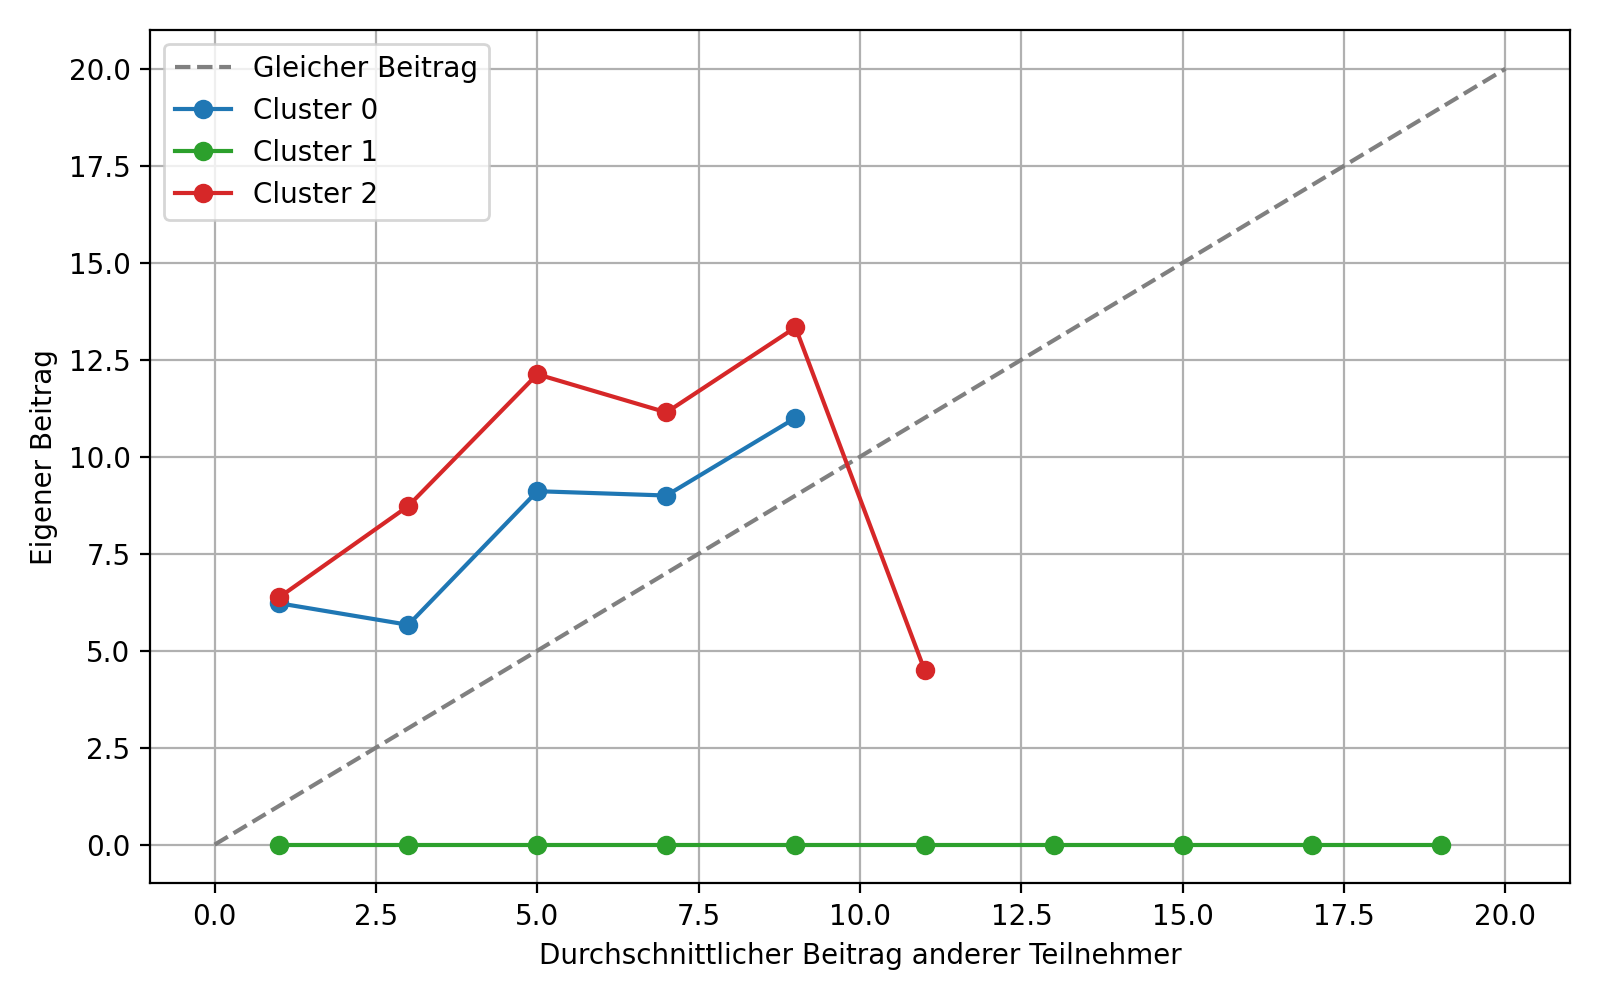 Gleicher Beitrag
Cluster 0
Cluster 1
Cluster 2
20.0
17.5
15.0
12.5
10.0
7.5
5.0
2.5
0.0
Eigener Beitrag
0.0 2.5 5.0 7.5 10.0 12.5 15.0 17.5 20.0
Durchschnittlicher Beitrag anderer Teilnehmer